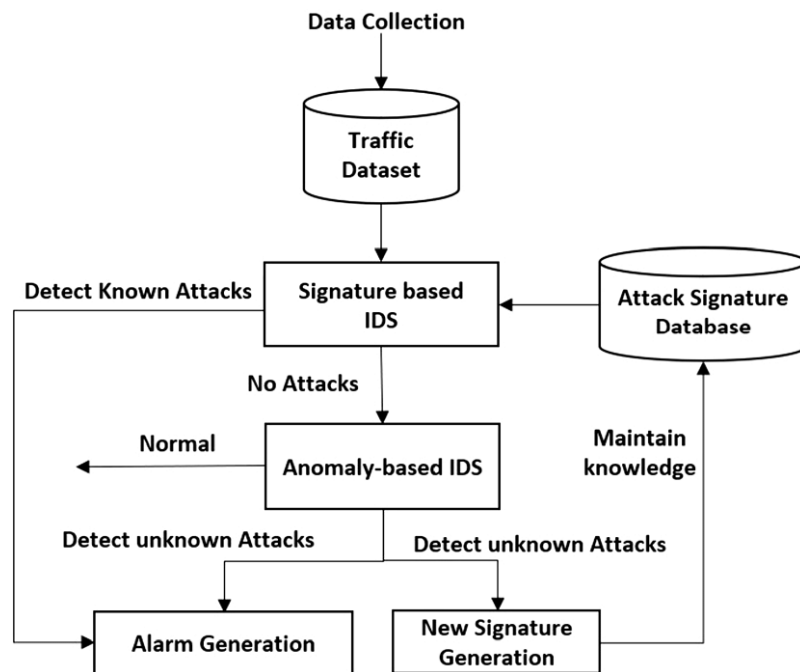 Data Collection
Traffic
Dataset
Detect Known Attacks
Signature based
IDS
Attack Signature
Database
No Attacks
Normal
Anomaly-based IDS
Maintain
knowledge
Detect unknown Attacks
Detect unknown Attacks
Alarm Generation
New Signature
Generation